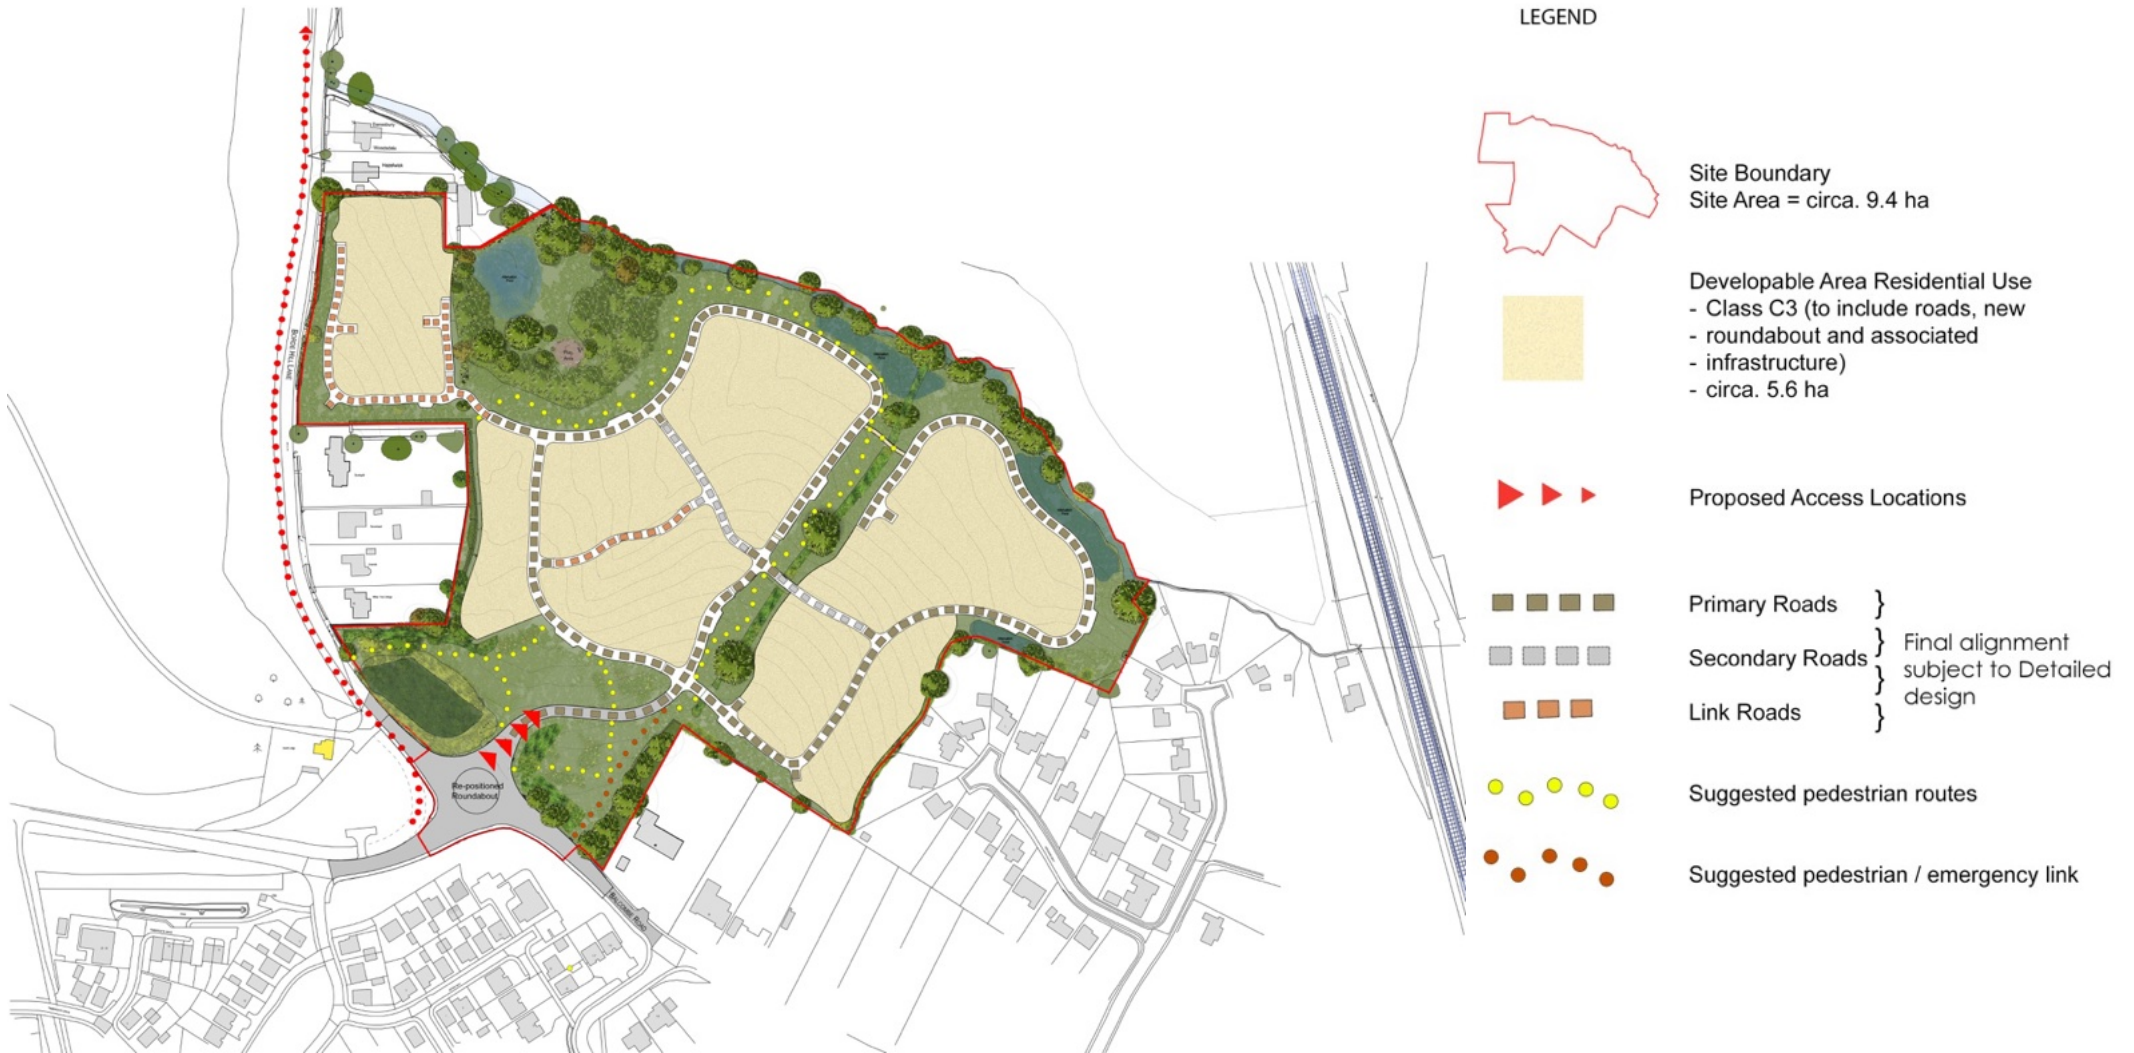 LEGEND
Site Boundary
Site Area = circa. 9.4 ha
Developable Area Residential Use
- Class C3 (to include roads, new
- roundabout and associated
- infrastructure)
- circa. 5.6 ha
Proposed Access Locations
Primary Roads }
Secondary Roads }
}
Final alignment
subject to Detailed
design
Link Roads }
Suggested pedestrian routes
Suggested pedestrian / emergency link
Re-positioned
Roundabout
BALCOMBE ROAD